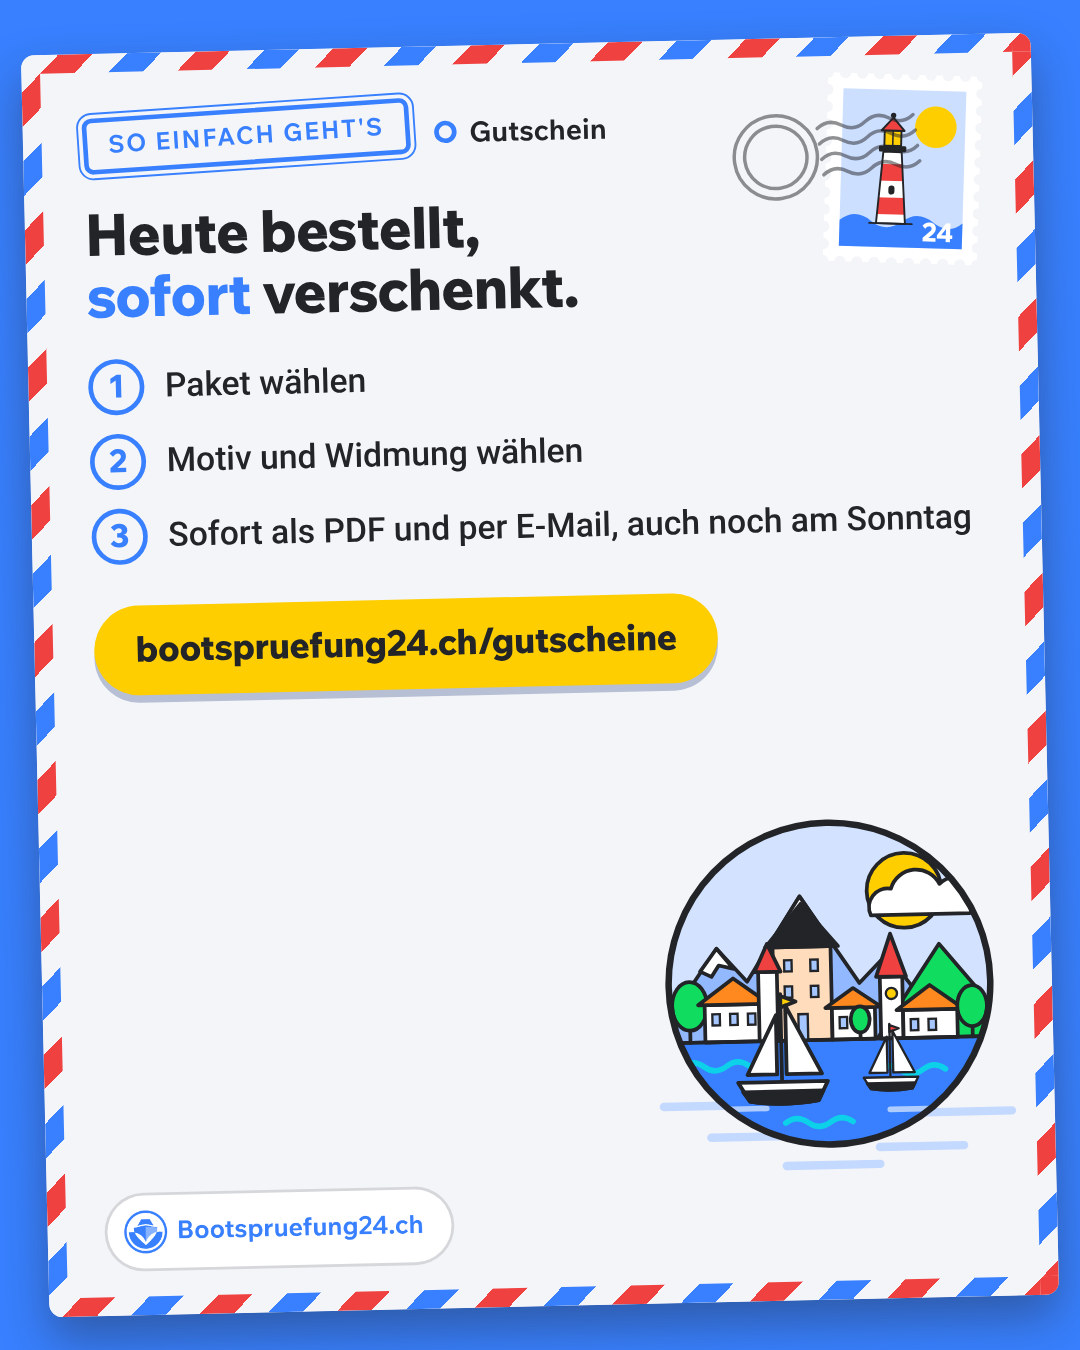 SO EINFACH GEHT'S
Gutschein
24
Heute bestellt,
sofort verschenkt.
1 Paket wählen
2 Motiv und Widmung wählen
3 Sofort als PDF und per E-Mail, auch noch am Sonntag
bootspruefung24.ch/gutscheine
Bootspruefung24.ch